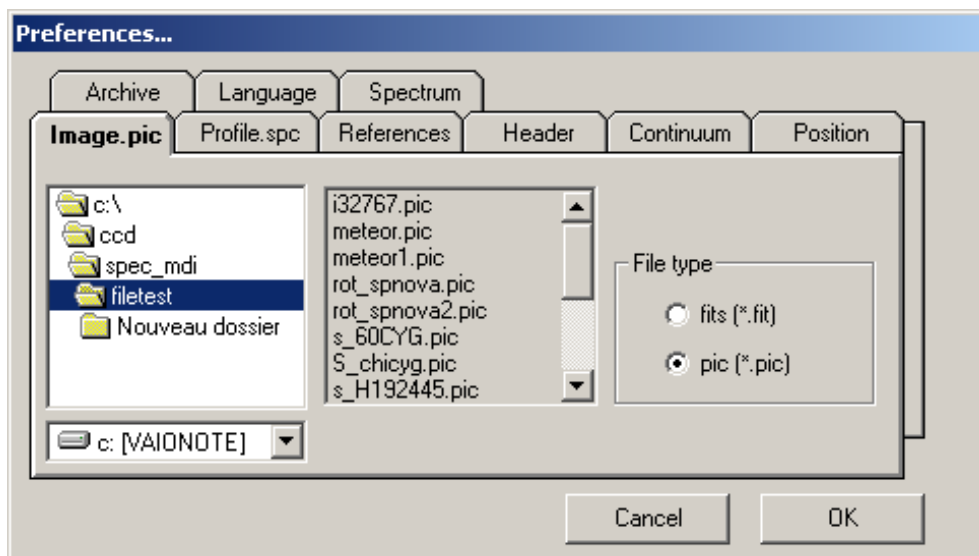 Preferences...
Archive Language Spectrum
Image.pic Profile.spc References Header Continuum Position
c:\
ccd
spec_mdi
filetest
Nouveau dossier
c: [VAIONOTE]
i32767.pic
meteor.pic
meteor1.pic
rot_spnova.pic
rot_spnova2.pic
s_60CYG.pic
S_chicyg.pic
s_H192445.pic
File type
fits (*.fit)
pic (*.pic)
Cancel OK